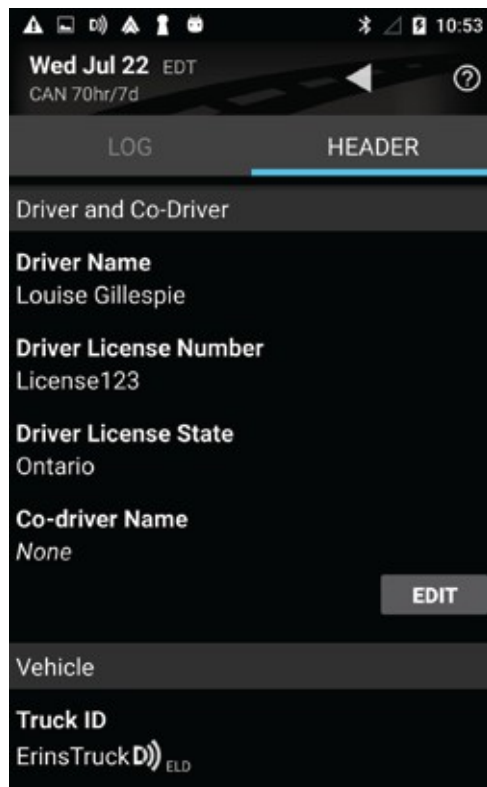 10:53
Wed Jul 22 EDT
CAN 70hr/7d
LOG HEADER
Driver and Co-Driver
Driver Name
Louise Gillespie
Driver License Number
License123
Driver License State
Ontario
Co-driver Name
None
EDIT
Vehicle
Truck ID
ErinsTruck D)) ELD